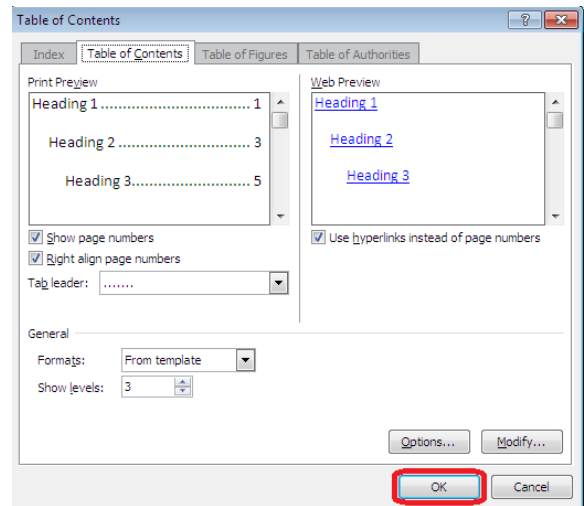 Table of Contents
Index Table of Contents Table of Figures Table of Authorities
Print Preview
Heading 1.................................. 1
Heading 2.............................. 3
Heading 3........................... 5
Show page numbers
Right align page numbers
Tab leader: .......
Web Preview
Heading 1
Heading 2
Heading 3
Use hyperlinks instead of page numbers
General
Formats: From template
Show levels: 3
Options... Modify...
OK Cancel